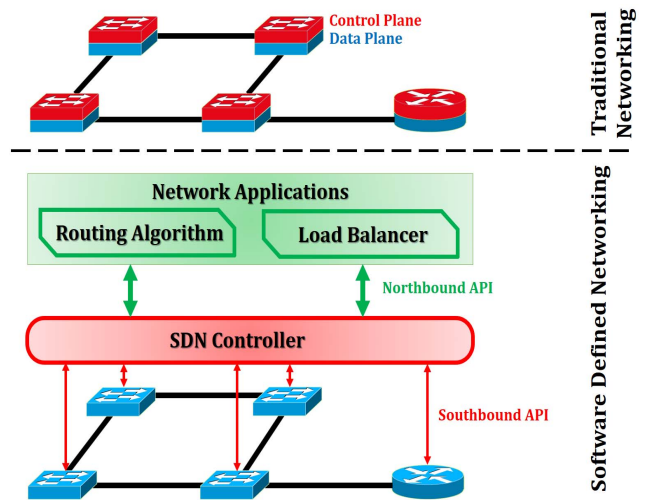 Control Plane
Data Plane
Traditional
Networking
Network Applications
Routing Algorithm
Load Balancer
Northbound API
SDN Controller
Southbound API
Software Defined Networking